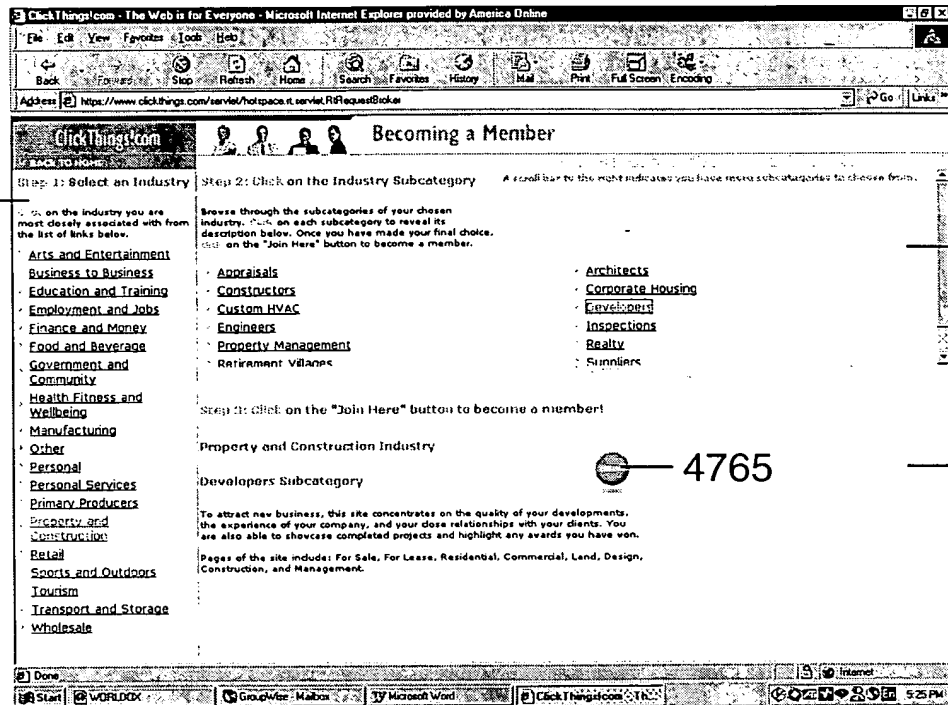 ClickThings!com - The Web is for Everyone - Microsoft Internet Explorer provided by America Online
File Edit View Favorites Tools Help
Back Forward Stop Refresh Home Search Favorites History Mail Print Full Screen Encoding
Address https://www.clickthings.com/servlet/hotspace.rt.servlet.RtRequestBroker Go Links »
ClickThings!com
BACK TO HOME
Becoming a Member
Step 1: Select an Industry
Click on the industry you are
most closely associated with from
the list of links below.
Arts and Entertainment
Business to Business
Education and Training
Employment and Jobs
Finance and Money
Food and Beverage
Government and
Community
Health Fitness and
Wellbeing
Manufacturing
Other
Personal
Personal Services
Primary Producers
Property and
Construction
Retail
Sports and Outdoors
Tourism
Transport and Storage
Wholesale
Step 2: Click on the Industry Subcategory
A scroll bar to the right indicates you have more subcatagories to choose from.
Browse through the subcategories of your chosen
industry. Click on each subcategory to reveal its
description below. Once you have made your final choice,
click on the "Join Here" button to become a member.
Appraisals
Constructors
Custom HVAC
Engineers
Property Management
Retirement Villages
Architects
Corporate Housing
Developers
Inspections
Realty
Suppliers
Step 3: Click on the "Join Here" button to become a member!
Property and Construction Industry
Developers Subcategory
4765
To attract new business, this site concentrates on the quality of your developments,
the experience of your company, and your close relationships with your clients. You
are also able to showcase completed projects and highlight any awards you have won.
Pages of the site include: For Sale, For Lease, Residential, Commercial, Land, Design,
Construction, and Management.
Done Internet
Start WORLDOX GroupWise - Mailbox Microsoft Word ClickThings!com - Th... 5:25 PM